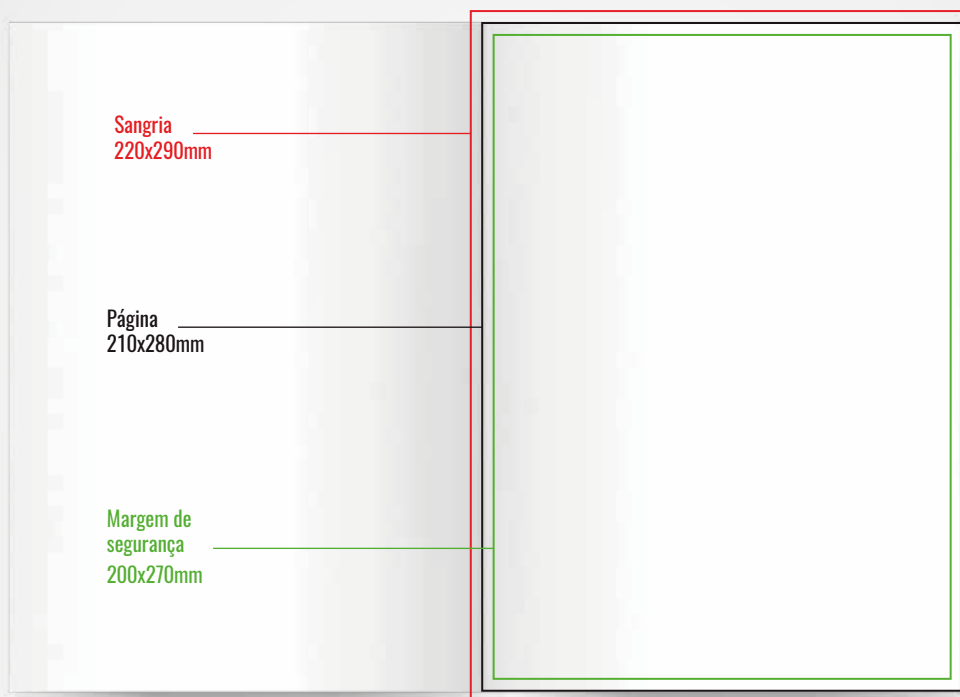 Sangria
220x290mm
Página
210x280mm
Margem de
segurança
200x270mm